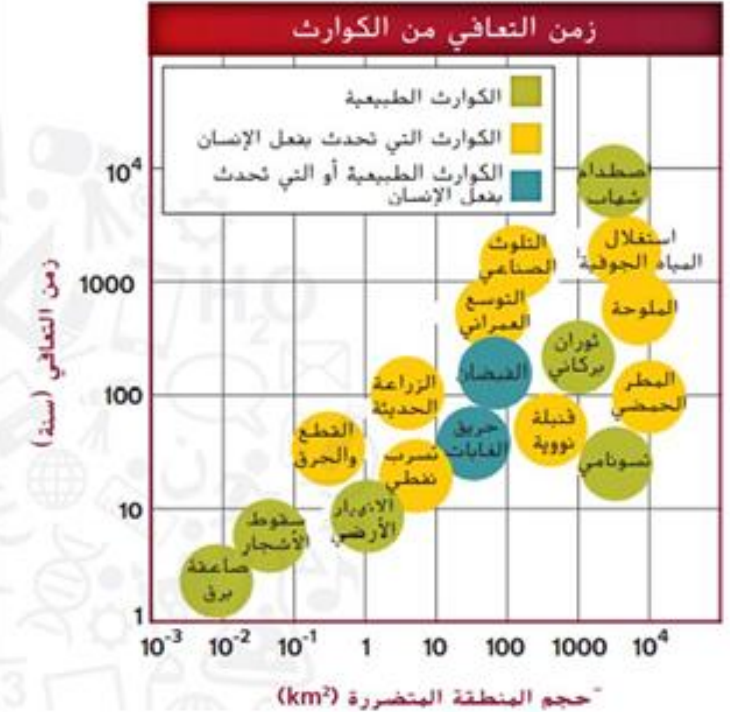 زمن التعافي من الكوارث
الكوارث الطبيعية
الكوارث التي تحدث بفعل الإنسان
الكوارث الطبيعية أو التي تحدث
بفعل الإنسان
زمن التعافي (سنة)
10⁴
1000
100
10
1
اصطدام
شهاب
استغلال
المياه الجوفية
التلوث
الصناعي
التوسع
العمراني
الملوحة
ثوران
بركاني
الفيضان
الزراعة
الحديثة
المطر
الحمضي
قنبلة
نووية
حريق
الغابات
القطع
والحرق
تسرب
نفطي
تسونامي
الانهيار
الأرضي
سقوط
الأشجار
صاعقة
برق
10⁻³ 10⁻² 10⁻¹ 1 10 100 1000 10⁴
حجم المنطقة المتضررة (km²)